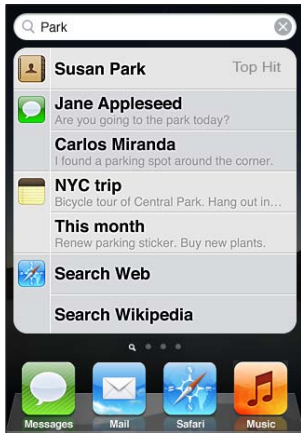 Park
Susan Park Top Hit
Jane Appleseed
Are you going to the park today?
Carlos Miranda
I found a parking spot around the corner.
NYC trip
Bicycle tour of Central Park. Hang out in…
This month
Renew parking sticker. Buy new plants.
Search Web
Search Wikipedia
Messages Mail Safari Music